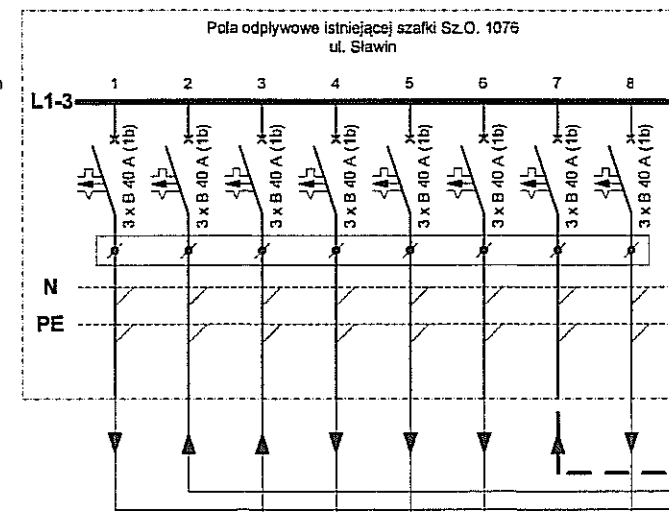 Pola odpływowe istniejącej szafki Sz.O. 1076
ul. Sławin
1 2 3 4 5 6 7 8
L1-3
3 x B 40 A (1b)
3 x B 40 A (1b)
3 x B 40 A (1b)
3 x B 40 A (1b)
3 x B 40 A (1b)
3 x B 40 A (1b)
3 x B 40 A (1b)
3 x B 40 A (1b)
N
PE